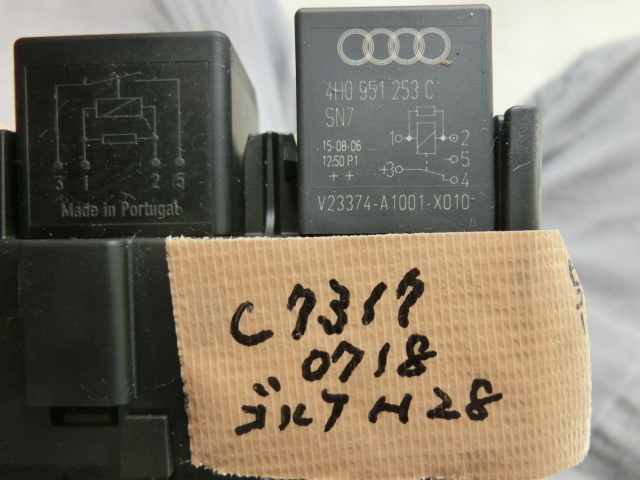 3 1 2 5
Made in Portugal
4H0 951 253 C
SN7
15-08-06
12:50 P1
++
1 2
5
+3
4
V23374-A1001-X010
C7317
0718
ゴルフ H28